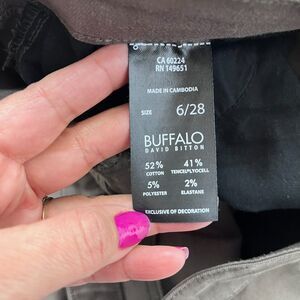 CA 60224
RN 149651
MADE IN CAMBODIA
SIZE 6/28
BUFFALO
DAVID BITTON
52% 41%
COTTON TENCEL/LYOCELL
5% 2%
POLYESTER ELASTANE
EXCLUSIVE OF DECORATION